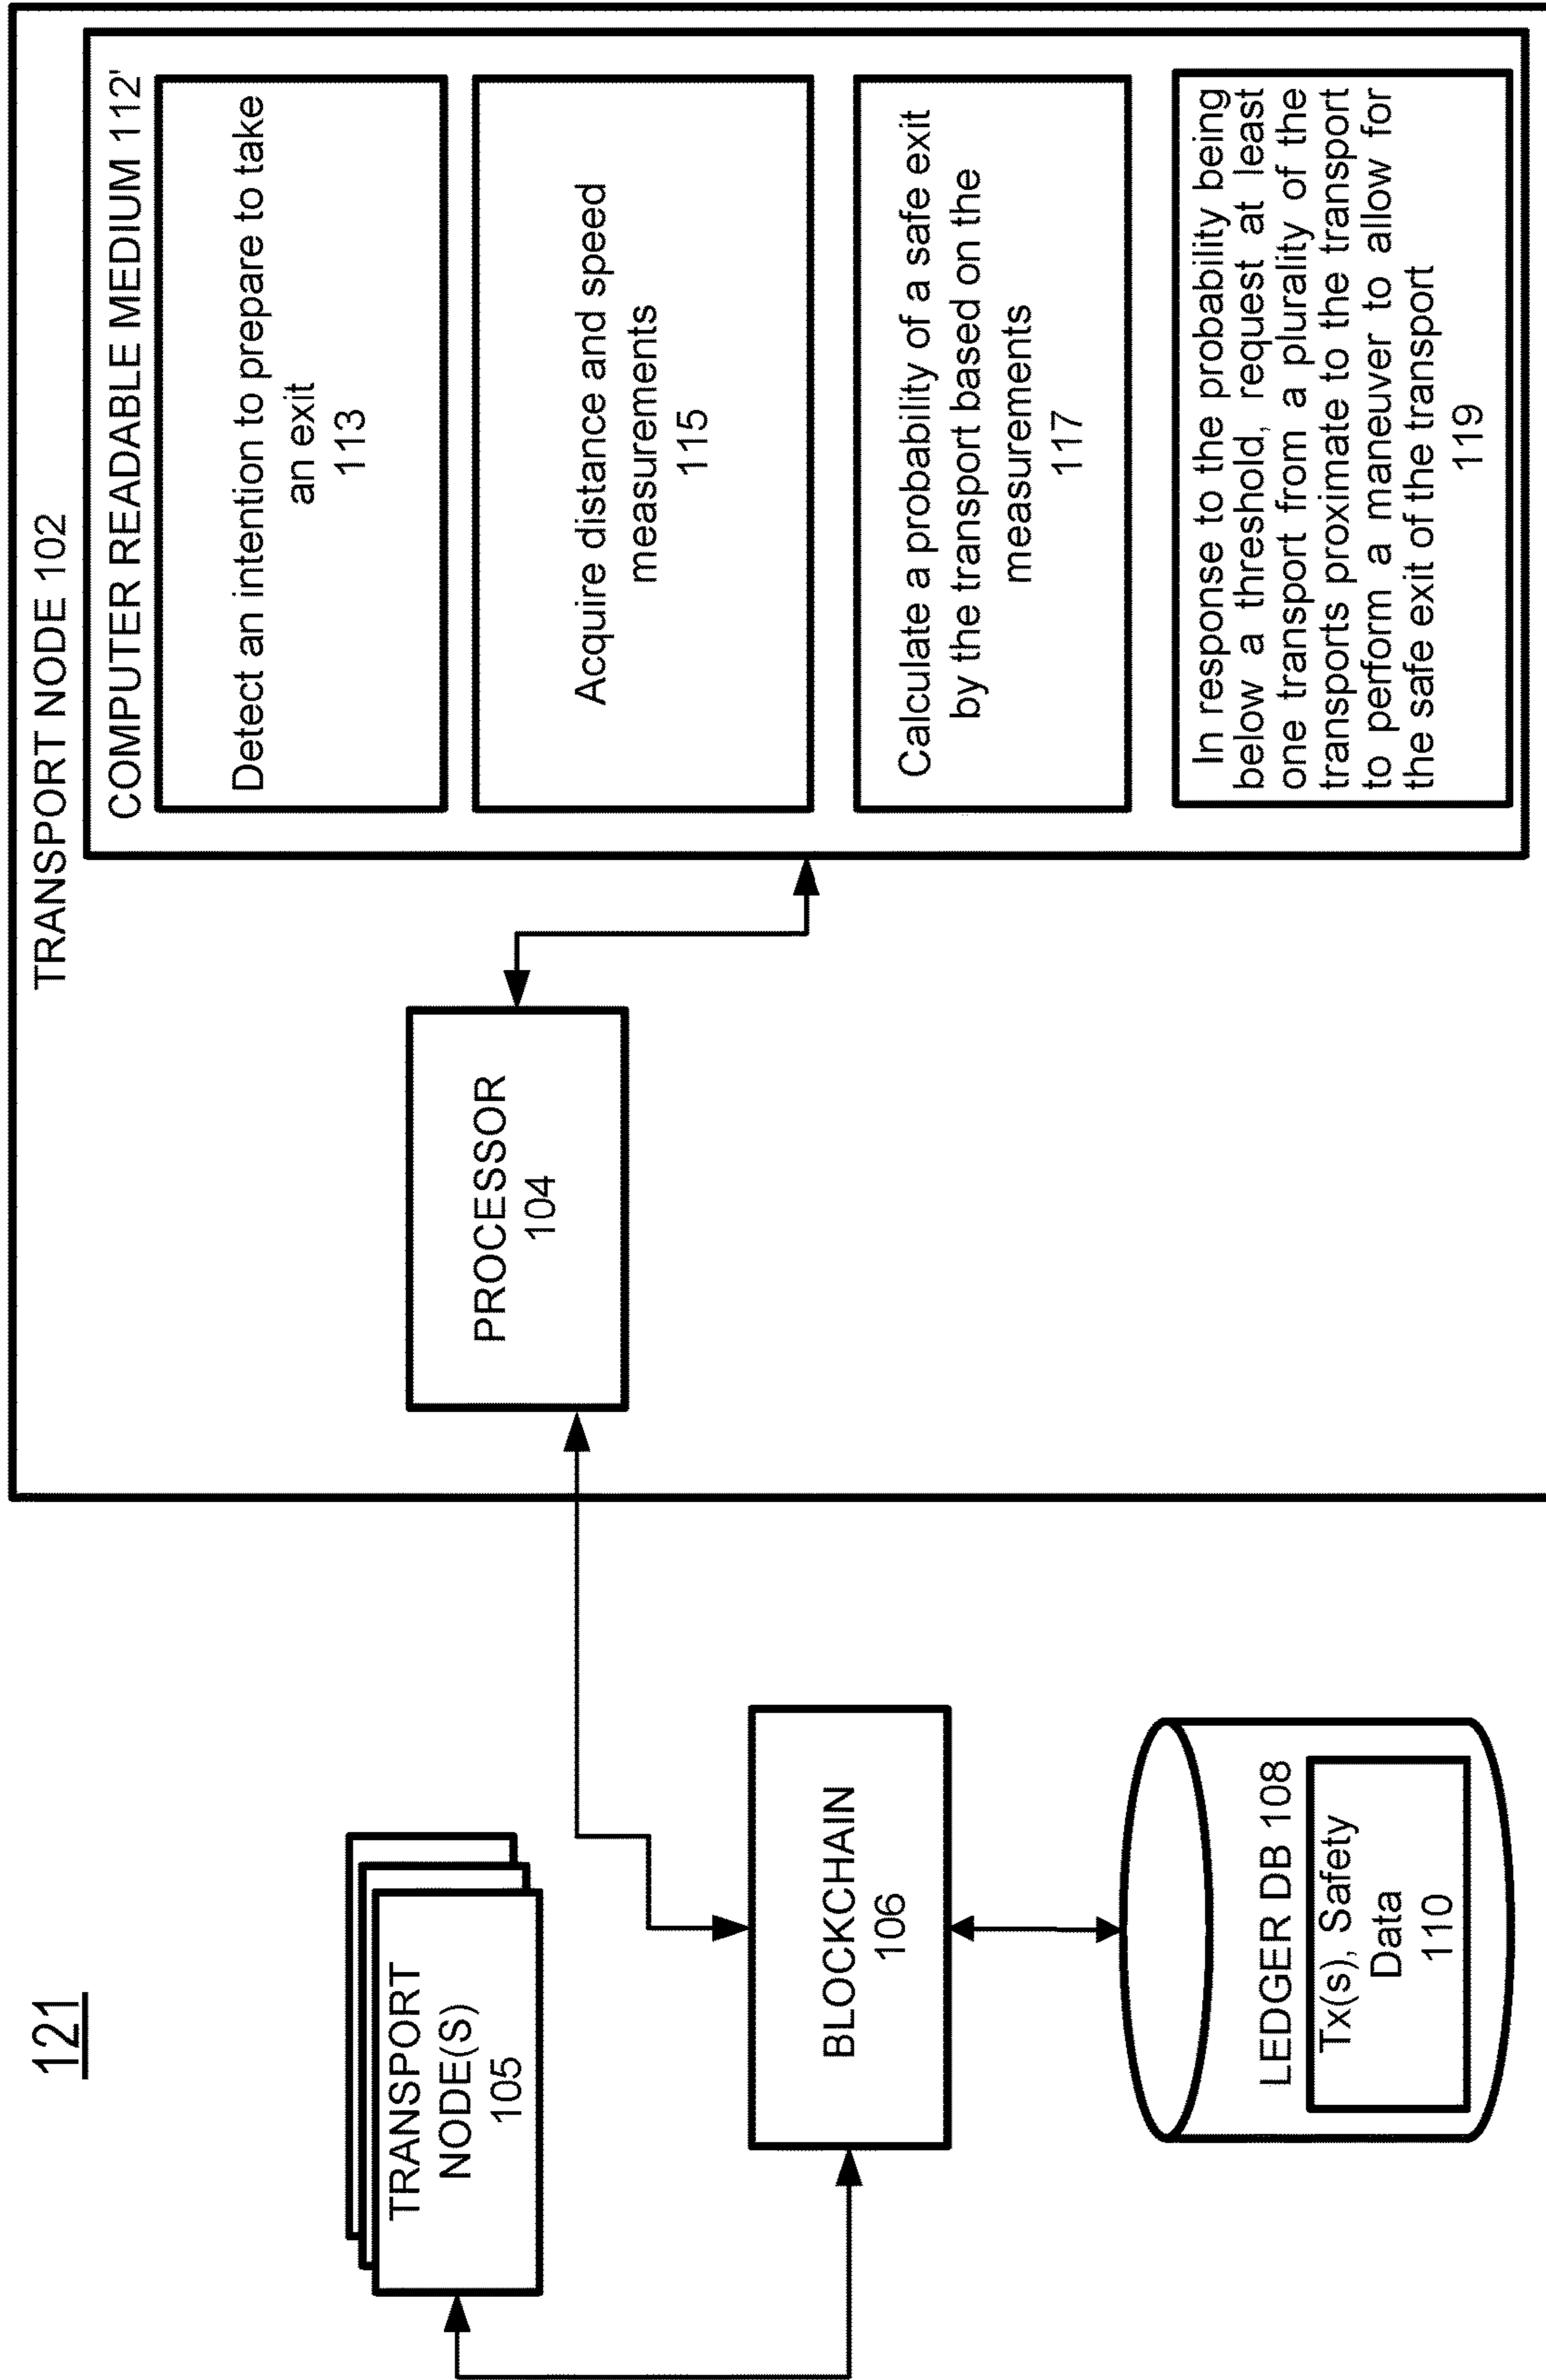 121
TRANSPORT NODE 102
TRANSPORT
NODE(S)
105
BLOCKCHAIN
106
LEDGER DB 108
Tx(s), Safety
Data
110
PROCESSOR
104
COMPUTER READABLE MEDIUM 112'
Detect an intention to prepare to take
an exit
113
Acquire distance and speed
measurements
115
Calculate a probability of a safe exit
by the transport based on the
measurements
117
In response to the probability being
below a threshold, request at least
one transport from a plurality of the
transports proximate to the transport
to perform a maneuver to allow for
the safe exit of the transport
119